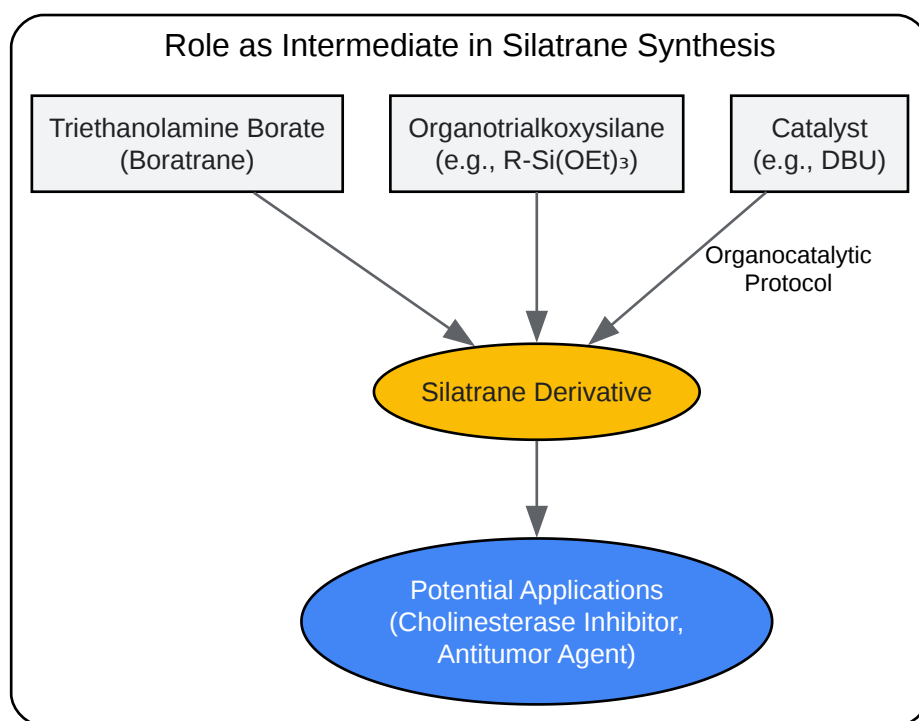 Role as Intermediate in Silatrane Synthesis
Triethanolamine Borate
(Boratrane)
Organotrialkoxysilane
(e.g., R-Si(OEt)₃)
Catalyst
(e.g., DBU)
Organocatalytic
Protocol
Silatrane Derivative
Potential Applications
(Cholinesterase Inhibitor,
Antitumor Agent)